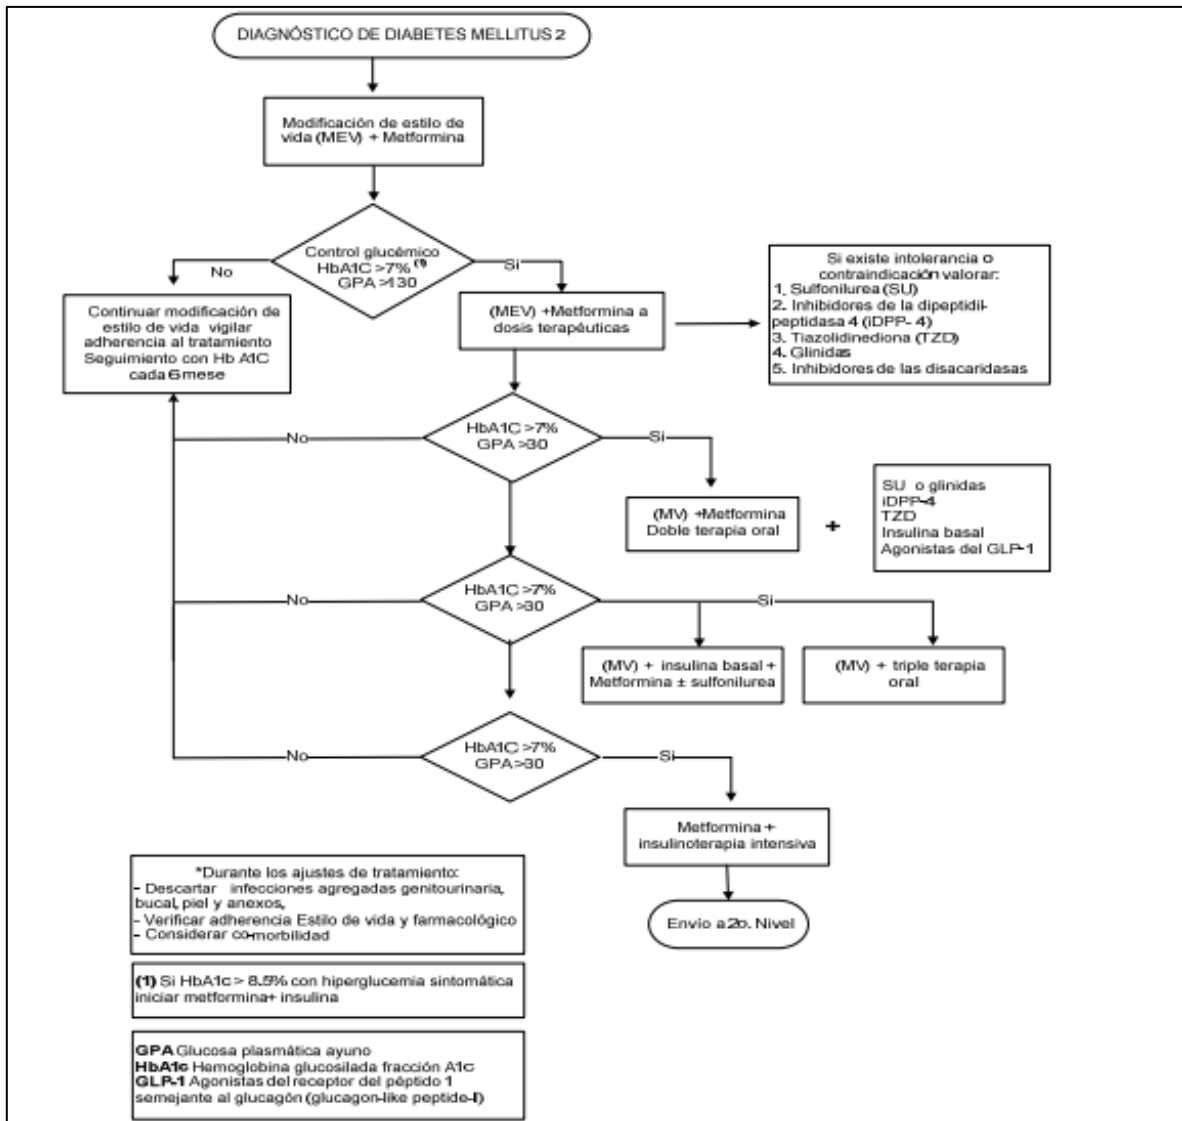 DIAGNÓSTICO DE DIABETES MELLITUS 2
Modificación de estilo de
vida (MEV) + Metformina
Control glucémico
HbA1C >7% (1)
GPA >130
No
Si
Continuar modificación de
estilo de vida vigilar
adherencia al tratamiento
Seguimiento con Hb A1C
cada 6 mese
(MEV) +Metformina a
dosis terapéuticas
Si existe intolerancia o
contraindicación valorar:
1. Sulfonilurea (SU)
2. Inhibidores de la dipeptidil-
peptidasa 4 (iDPP- 4)
3. Tiazolidinediona (TZD)
4. Glinidas
5. Inhibidores de las disacaridasas
HbA1C >7%
GPA >30
No
Si
(MV) +Metformina
Doble terapia oral
+
SU o glinidas
iDPP-4
TZD
Insulina basal
Agonistas del GLP-1
HbA1C >7%
GPA >30
No
Si
(MV) + insulina basal +
Metformina ± sulfonilurea
(MV) + triple terapia
oral
HbA1C >7%
GPA >30
No
Si
Metformina +
insulinoterapia intensiva
Envío a 2o. Nivel
*Durante los ajustes de tratamiento:
- Descartar infecciones agregadas genitourinaria,
bucal, piel y anexos,
- Verificar adherencia Estilo de vida y farmacológico
- Considerar co-morbilidad
(1) Si HbA1c > 8.5% con hiperglucemia sintomática
iniciar metformina+ insulina
GPA Glucosa plasmática ayuno
HbA1c Hemoglobina glucosilada fracción A1c
GLP-1 Agonistas del receptor del péptido 1
semejante al glucagón (glucagon-like peptide-I)